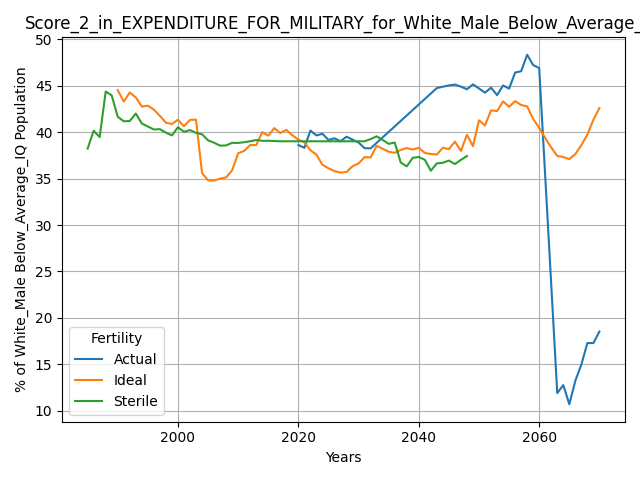 Score_2_in_EXPENDITURE_FOR_MILITARY_for_White_Male_Below_Average_
50
45
40
35
30
25
20
15
10
% of White_Male Below_Average_IQ Population
Fertility
Actual
Ideal
Sterile
2000
2020
2040
2060
Years